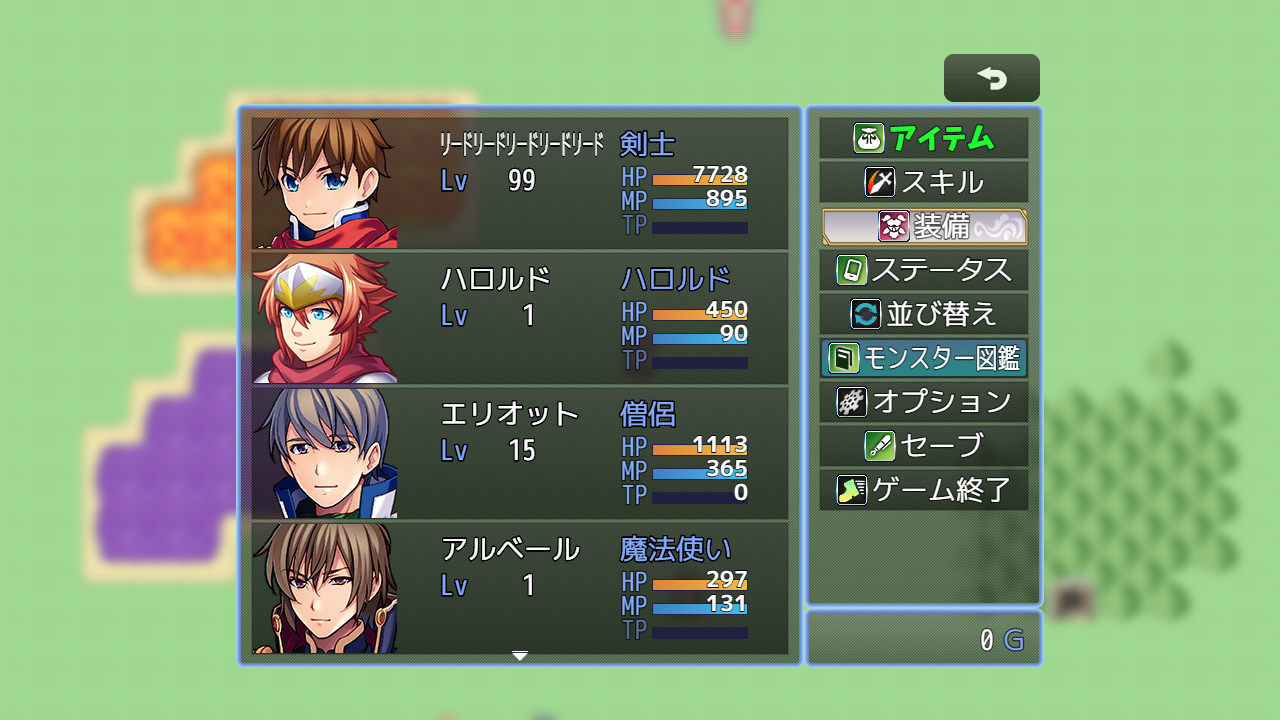 リードリードリードリードリード 剣士
Lv 99
HP 7728
MP 895
TP
ハロルド ハロルド
Lv 1
HP 450
MP 90
TP
エリオット 僧侶
Lv 15
HP 1113
MP 365
TP 0
アルベール 魔法使い
Lv 1
HP 297
MP 131
TP
アイテム
スキル
装備
ステータス
並び替え
モンスター図鑑
オプション
セーブ
ゲーム終了
0 G